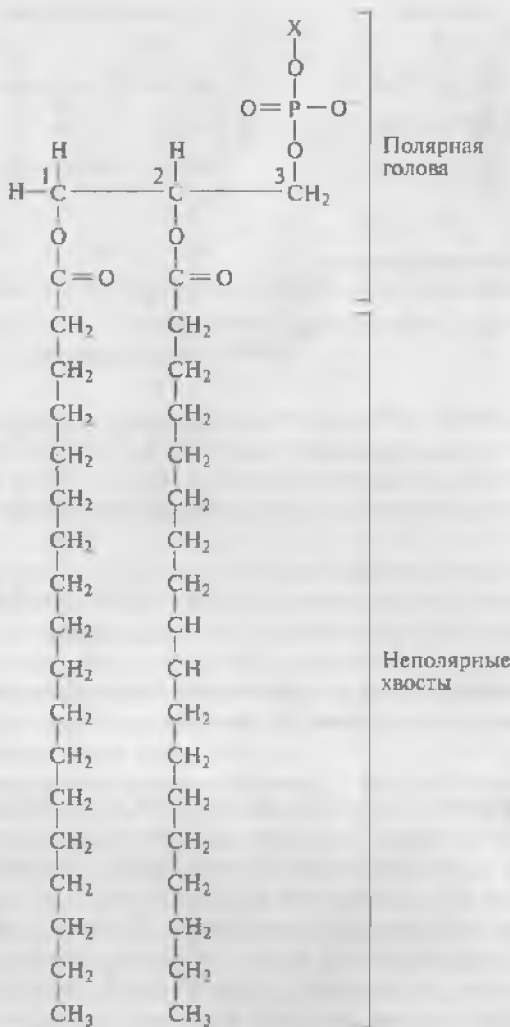 X
O
O=P—O⁻
O
Полярная
голова
H H
1 2 3
H—C C CH₂
O O
C=O C=O
CH₂ CH₂
CH₂ CH₂
CH₂ CH₂
CH₂ CH₂
CH₂ CH₂
CH₂ CH₂
CH₂ CH₂
CH₂ CH
CH₂ CH
Неполярные
хвосты
CH₂ CH₂
CH₂ CH₂
CH₂ CH₂
CH₂ CH₂
CH₂ CH₂
CH₂ CH₂
CH₂ CH₂
CH₃ CH₃